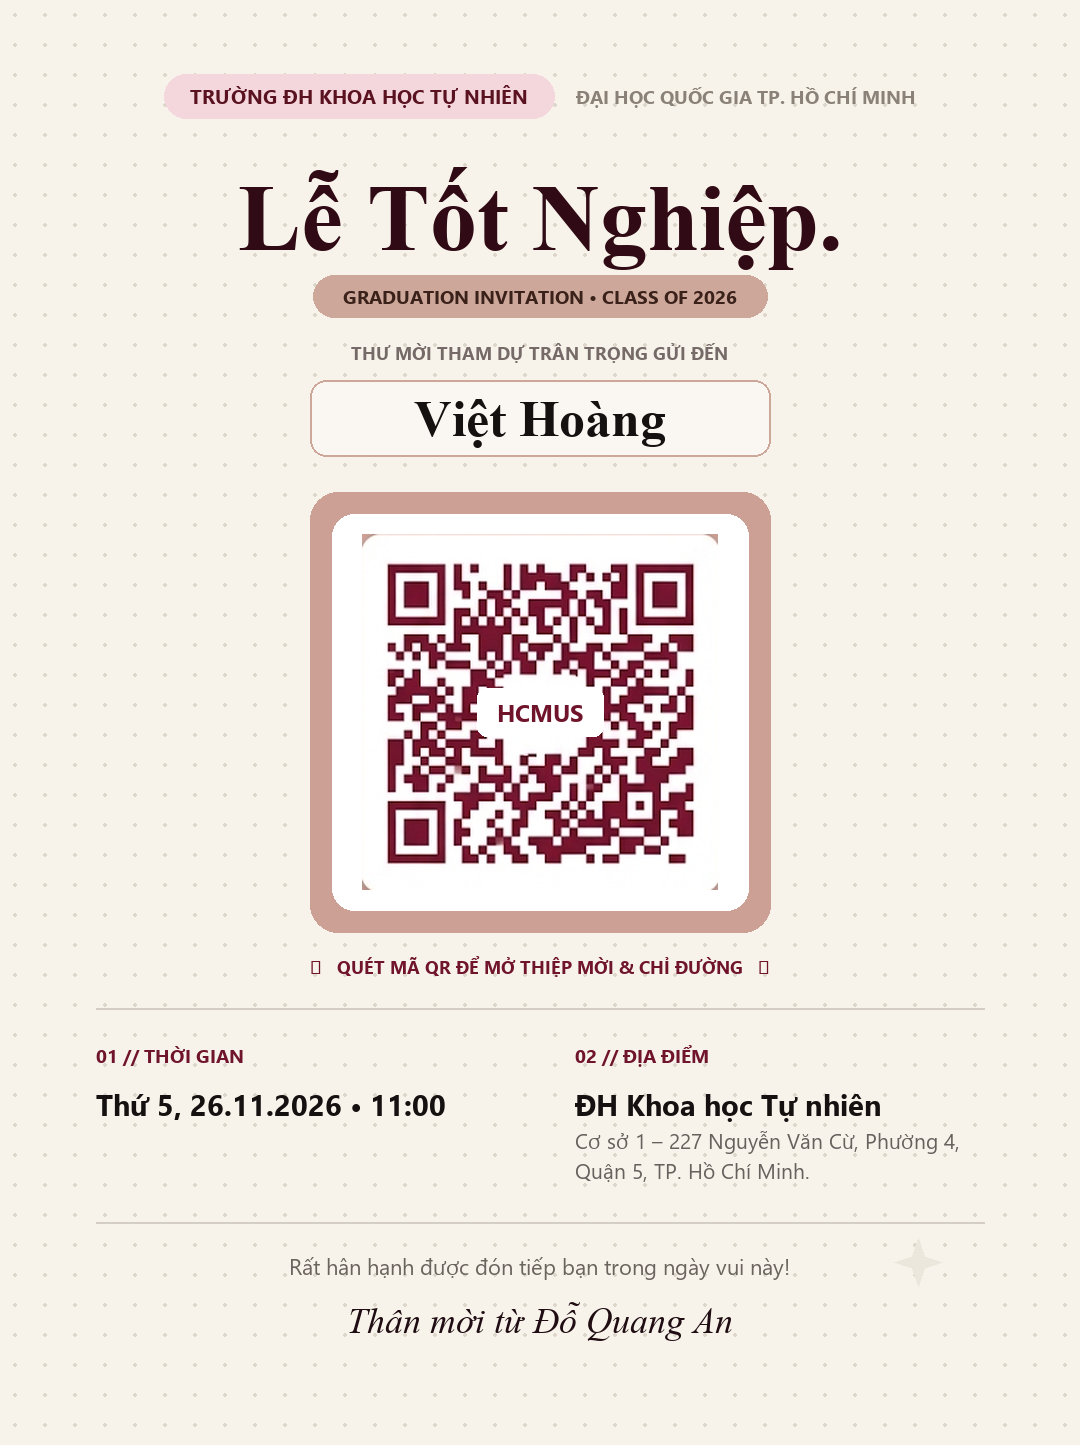 TRƯỜNG ĐH KHOA HỌC TỰ NHIÊN
ĐẠI HỌC QUỐC GIA TP. HỒ CHÍ MINH
Lễ Tốt Nghiệp.
GRADUATION INVITATION • CLASS OF 2026
THƯ MỜI THAM DỰ TRÂN TRỌNG GỬI ĐẾN
Việt Hoàng
HCMUS
QUÉT MÃ QR ĐỂ MỞ THIỆP MỜI & CHỈ ĐƯỜNG
01 // THỜI GIAN
Thứ 5, 26.11.2026 • 11:00
02 // ĐỊA ĐIỂM
ĐH Khoa học Tự nhiên
Cơ sở 1 – 227 Nguyễn Văn Cừ, Phường 4,
Quận 5, TP. Hồ Chí Minh.
Rất hân hạnh được đón tiếp bạn trong ngày vui này!
Thân mời từ Đỗ Quang An